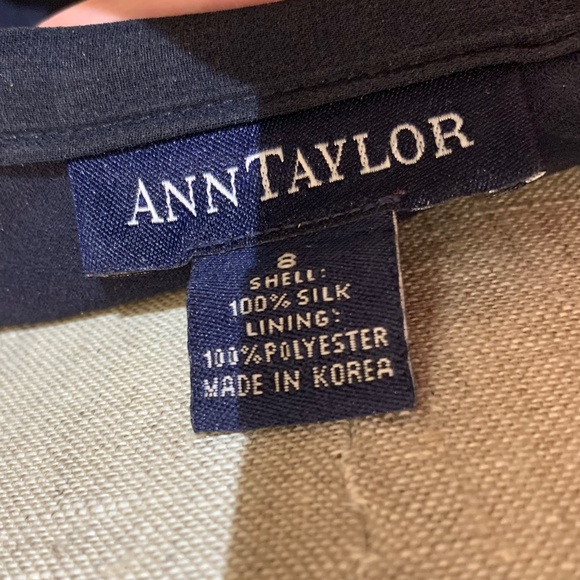 ANNTAYLOR
8
SHELL:
100% SILK
LINING:
100% POLYESTER
MADE IN KOREA